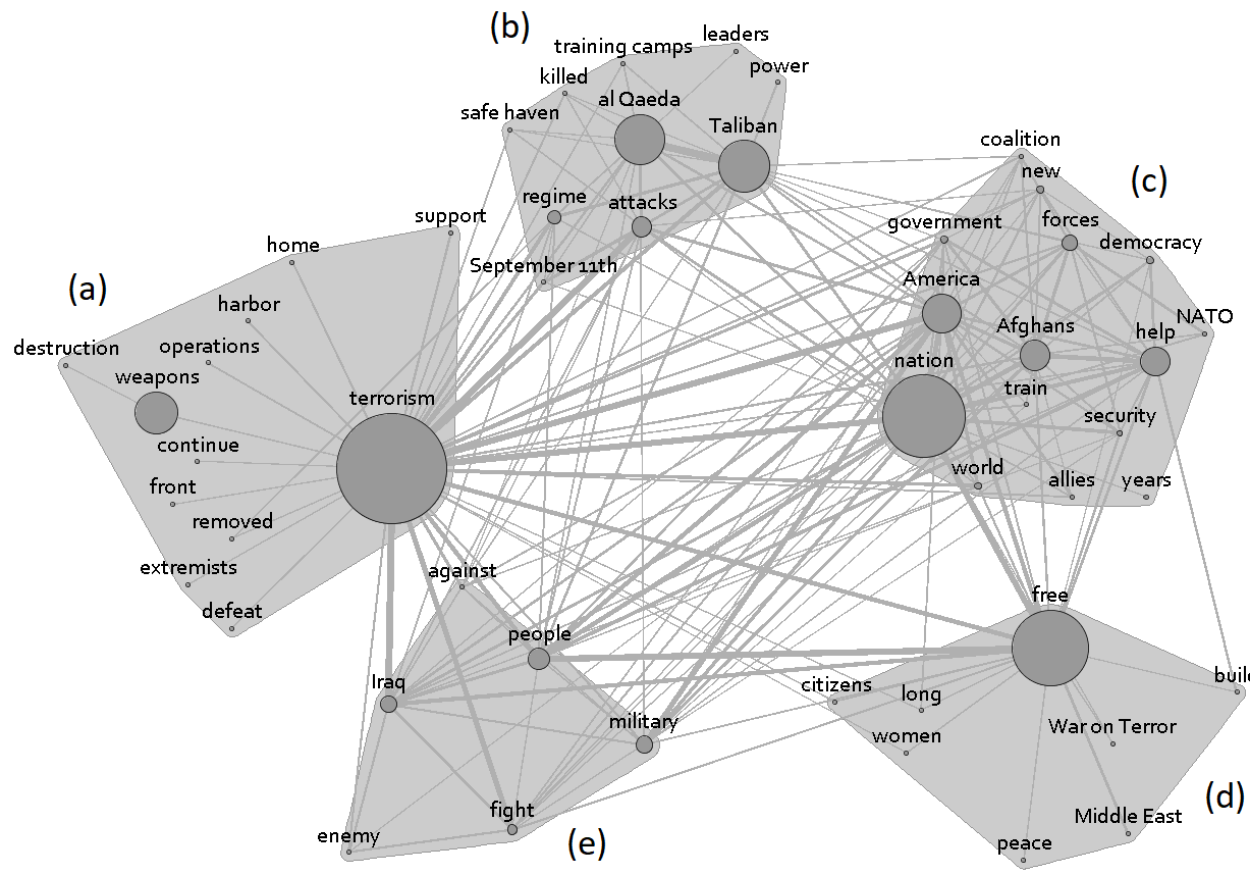 (a)
support
home
harbor
destruction
operations
weapons
terrorism
continue
front
removed
extremists
defeat
(b)
leaders
training camps
power
killed
al Qaeda
safe haven
Taliban
regime
attacks
September 11th
(c)
coalition
new
government
forces
democracy
America
Afghans
help
NATO
nation
train
security
world
allies
years
(d)
free
citizens
long
build
women
War on Terror
Middle East
peace
(e)
against
people
Iraq
military
fight
enemy